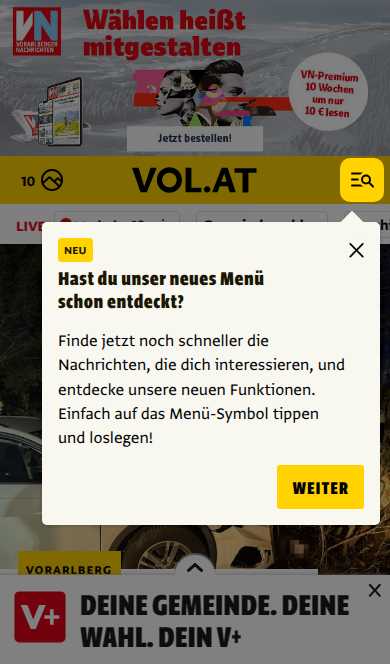 VN
VORARLBERGER
NACHRICHTEN
Wählen heißt
mitgestalten
VN-Premium
10 Wochen
um nur
10 € lesen
Jetzt bestellen!
10
VOL.AT
LIVE
NEU
Hast du unser neues Menü
schon entdeckt?
Finde jetzt noch schneller die
Nachrichten, die dich interessieren, und
entdecke unsere neuen Funktionen.
Einfach auf das Menü-Symbol tippen
und loslegen!
WEITER
VORARLBERG
V+
DEINE GEMEINDE. DEINE
WAHL. DEIN V+